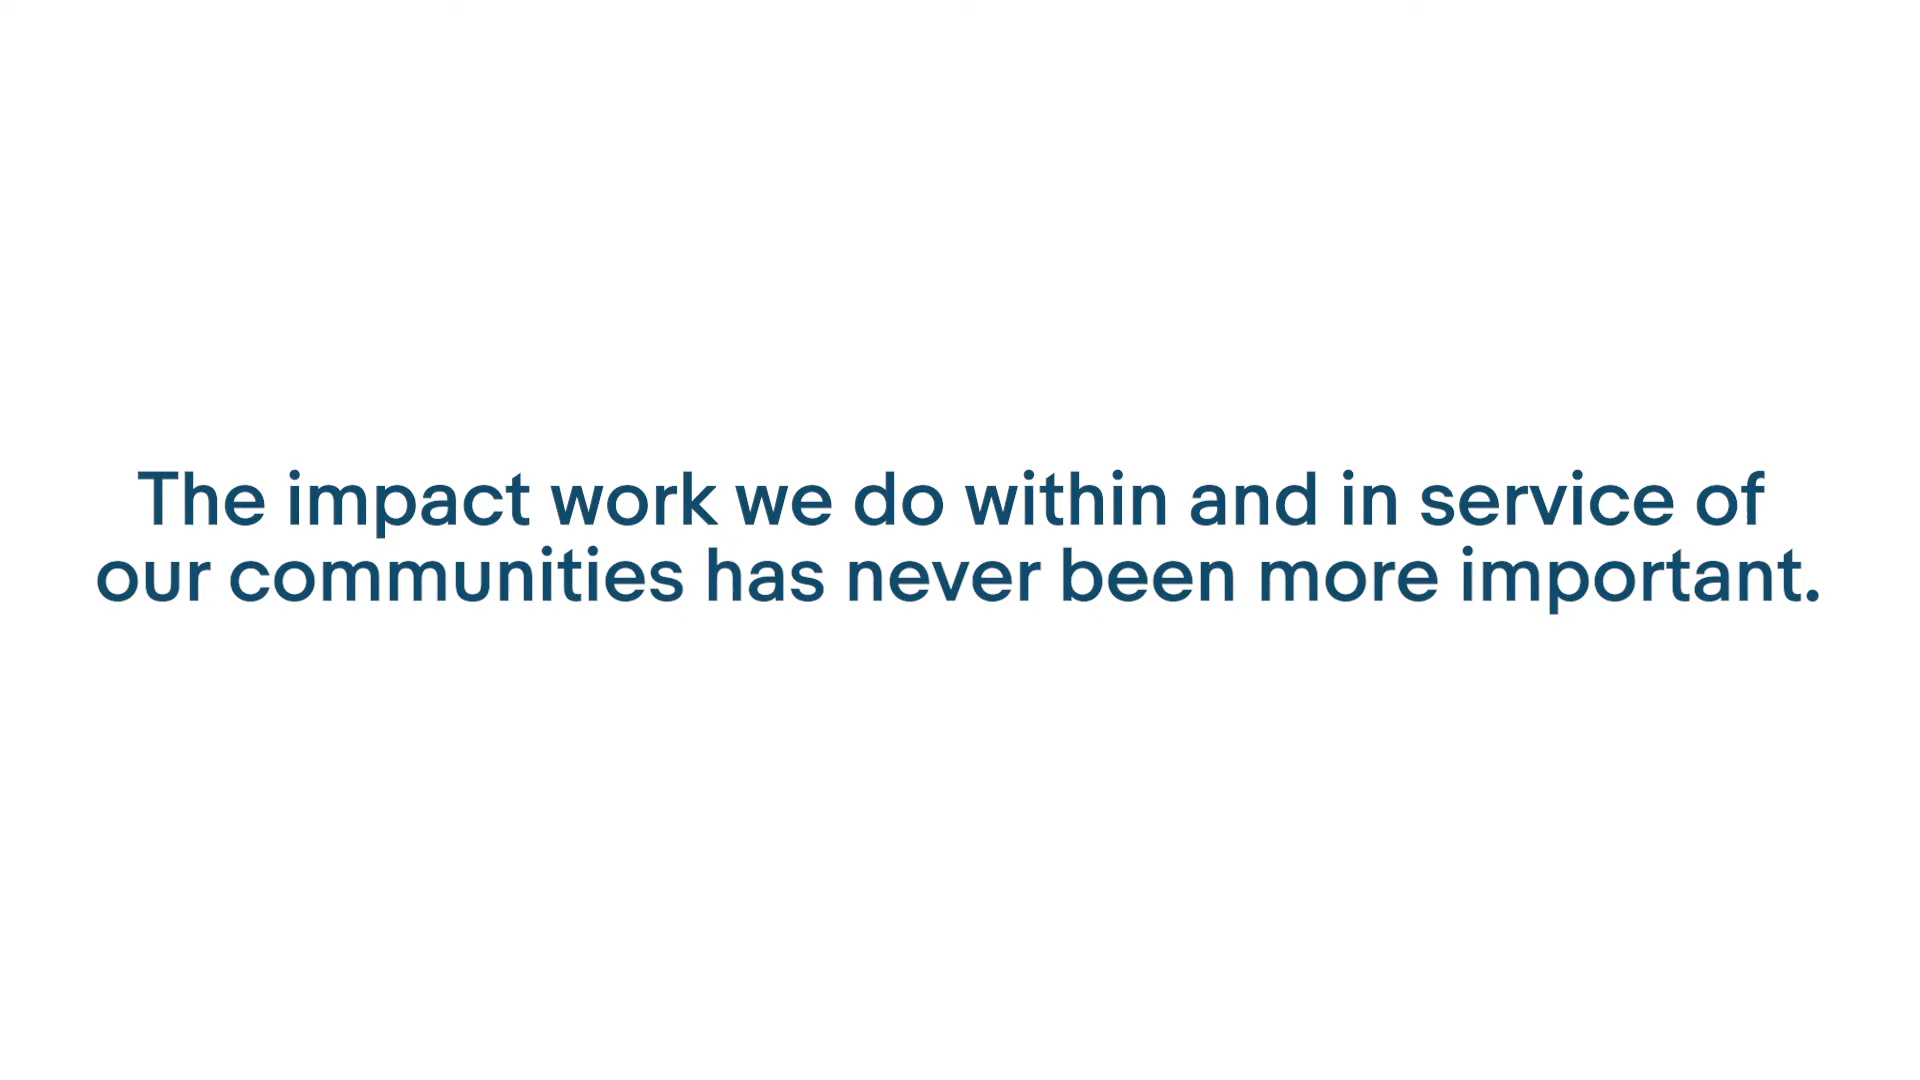 The impact work we do within and in service of
our communities has never been more important.